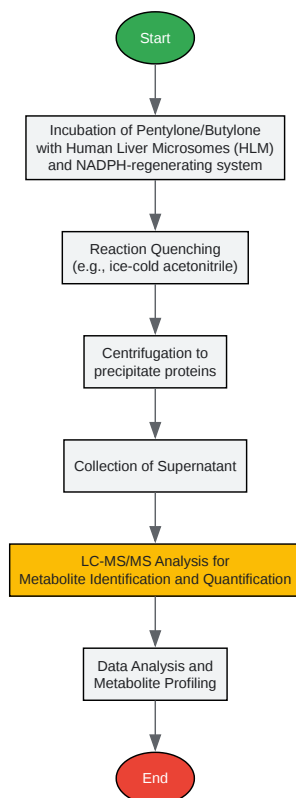 Start
Incubation of Pentylone/Butylone
with Human Liver Microsomes (HLM)
and NADPH-regenerating system
Reaction Quenching
(e.g., ice-cold acetonitrile)
Centrifugation to
precipitate proteins
Collection of Supernatant
LC-MS/MS Analysis for
Metabolite Identification and Quantification
Data Analysis and
Metabolite Profiling
End